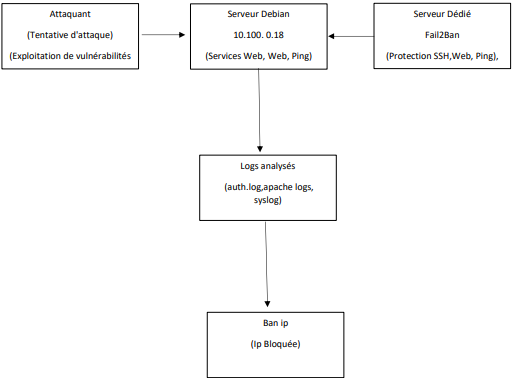 Attaquant
(Tentative d'attaque)
(Exploitation de vulnérabilités
Serveur Debian
10.100. 0.18
(Services Web, Web, Ping)
Serveur Dédié
Fail2Ban
(Protection SSH,Web, Ping),
Logs analysés
(auth.log,apache logs,
syslog)
Ban ip
(Ip Bloquée)